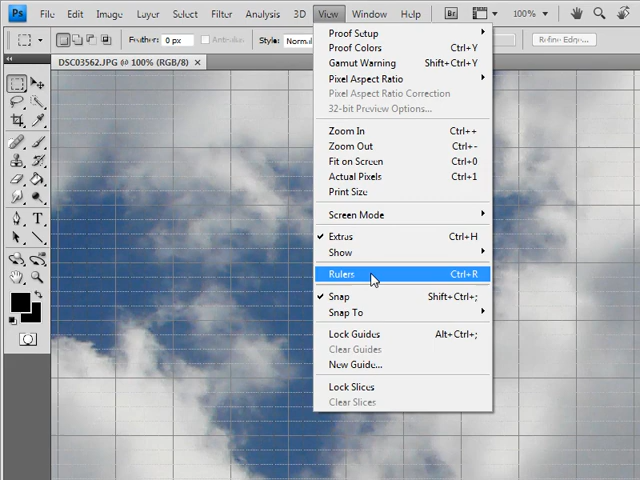 Ps File Edit Image Layer Select Filter Analysis 3D View Window Help Br 100%
Feather: 0 px Anti-alias Style: Normal Refine Edge...
DSC03562.JPG @ 100% (RGB/8) ×
Proof Setup
Proof Colors Ctrl+Y
Gamut Warning Shift+Ctrl+Y
Pixel Aspect Ratio
Pixel Aspect Ratio Correction
32-bit Preview Options...
Zoom In Ctrl++
Zoom Out Ctrl+-
Fit on Screen Ctrl+0
Actual Pixels Ctrl+1
Print Size
Screen Mode
Extras Ctrl+H
Show
Rulers Ctrl+R
Snap Shift+Ctrl+;
Snap To
Lock Guides Alt+Ctrl+;
Clear Guides
New Guide...
Lock Slices
Clear Slices